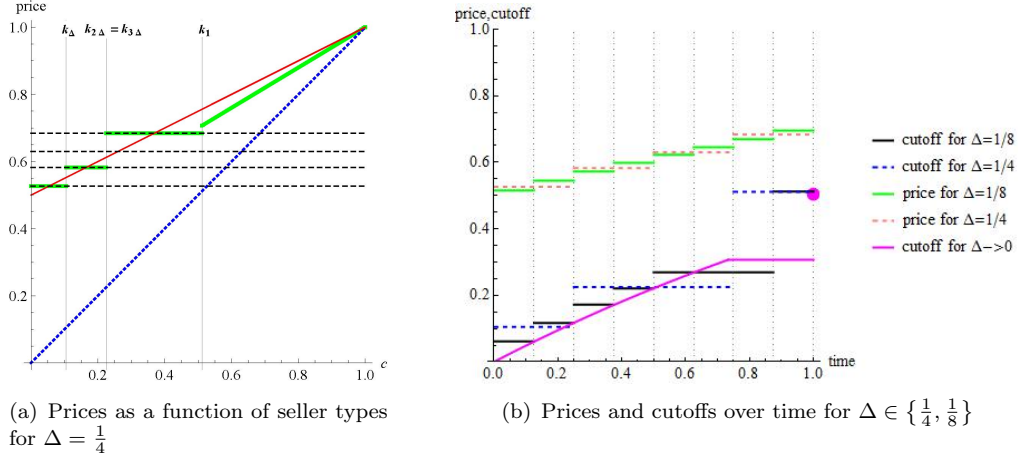 price
1.0
k_Δ k_{2Δ} = k_{3Δ} k_1
0.8
0.6
0.4
0.2
0.2 0.4 0.6 0.8 1.0 c
(a) Prices as a function of seller types
for Δ = 1/4
price,cutoff
1.0
0.8
0.6
0.4
0.2
0.0 0.2 0.4 0.6 0.8 1.0 time
cutoff for Δ=1/8
cutoff for Δ=1/4
price for Δ=1/8
price for Δ=1/4
cutoff for Δ->0
(b) Prices and cutoffs over time for Δ ∈ {1/4, 1/8}